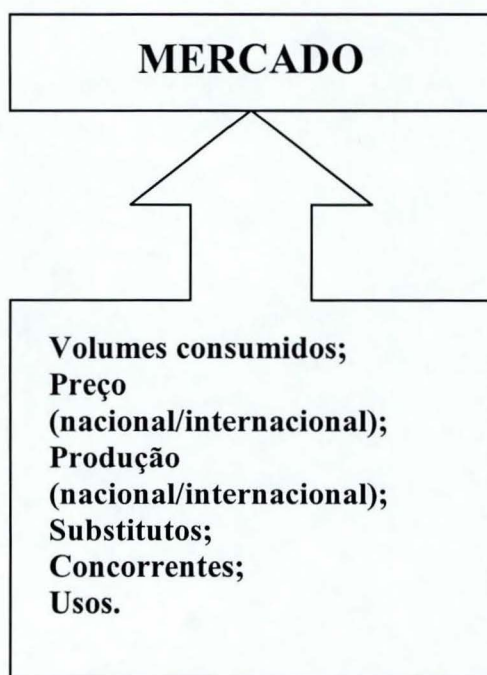 MERCADO
Volumes consumidos;
Preço
(nacional/internacional);
Produção
(nacional/internacional);
Substitutos;
Concorrentes;
Usos.